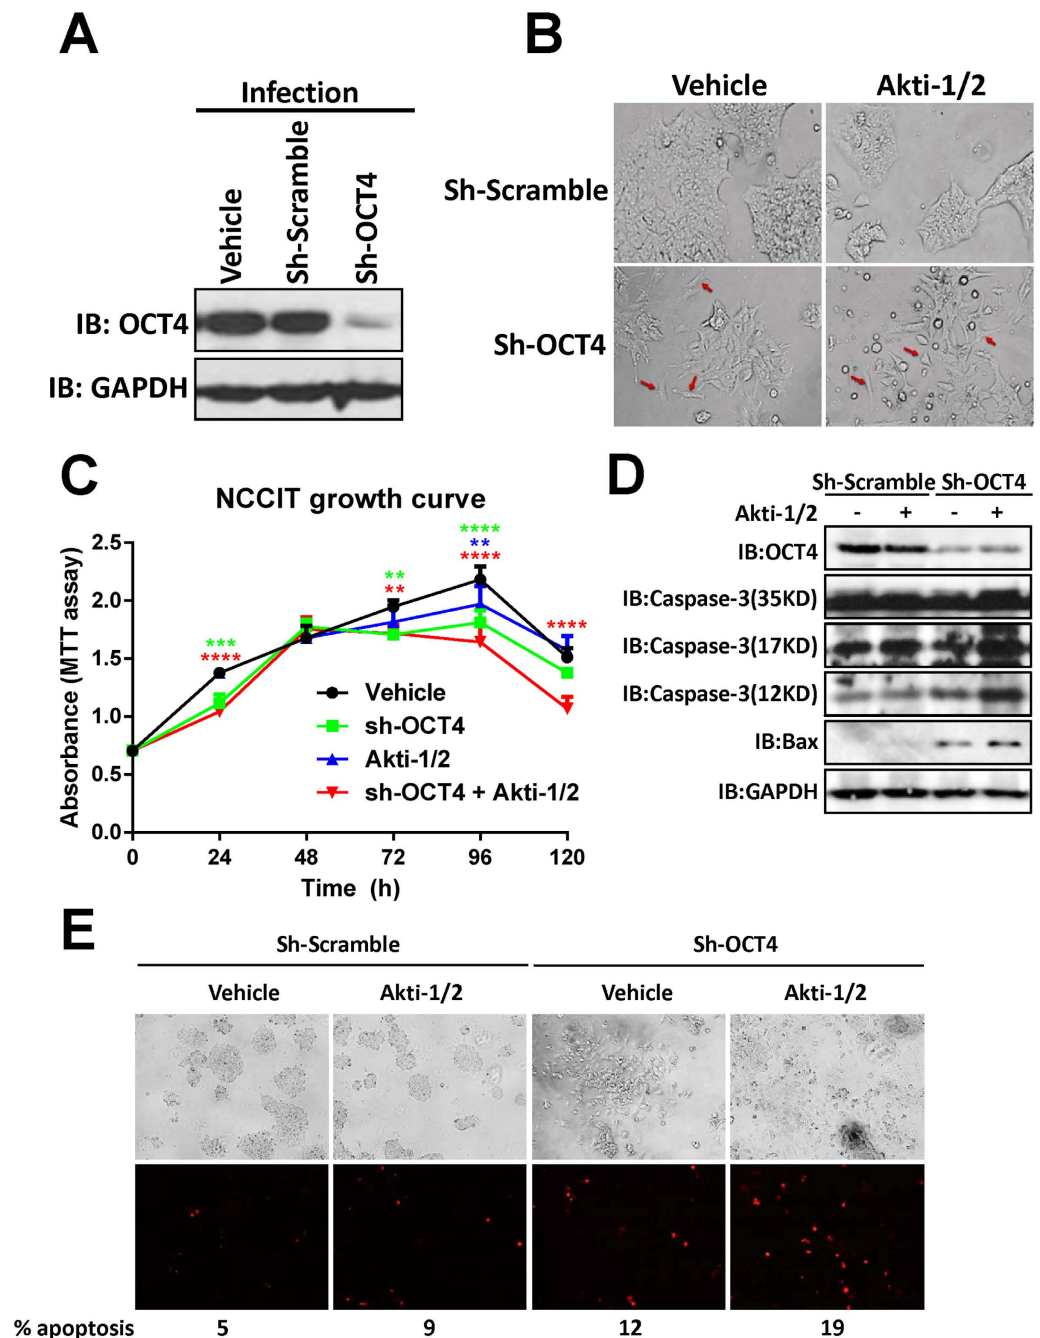 A
Infection
Vehicle
Sh-Scramble
Sh-OCT4
IB: OCT4
IB: GAPDH
B
Vehicle
Akti-1/2
Sh-Scramble
Sh-OCT4
C
NCCIT growth curve
Absorbance (MTT assay)
2.5
2.0
1.5
1.0
0.5
0.0
***
****
**
**
****
**
****
****
Vehicle
sh-OCT4
Akti-1/2
sh-OCT4 + Akti-1/2
0 24 48 72 96 120
Time (h)
D
Sh-Scramble Sh-OCT4
Akti-1/2 - + - +
IB:OCT4
IB:Caspase-3(35KD)
IB:Caspase-3(17KD)
IB:Caspase-3(12KD)
IB:Bax
IB:GAPDH
E
Sh-Scramble Sh-OCT4
Vehicle Akti-1/2 Vehicle Akti-1/2
% apoptosis 5 9 12 19